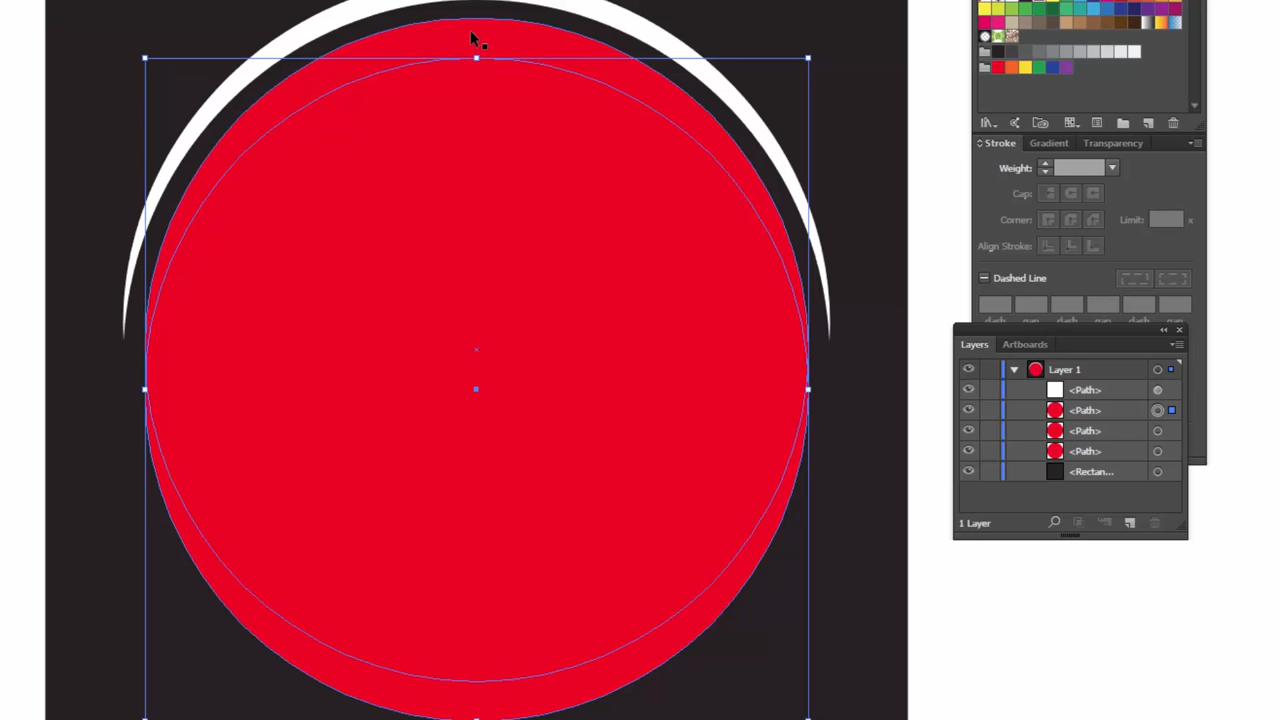 Stroke Gradient Transparency
Weight:
Cap:
Corner: Limit: x
Align Stroke:
Dashed Line
dash gap dash gap dash gap
Layers Artboards
Layer 1
<Path>
<Path>
<Path>
<Path>
<Rectan...
1 Layer